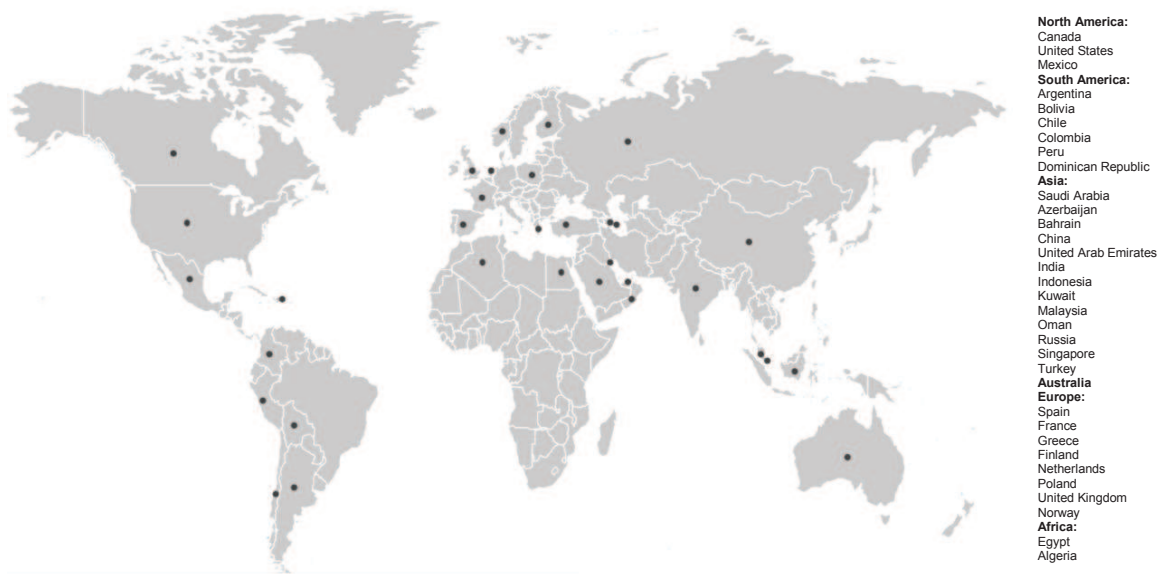 North America:
Canada
United States
Mexico
South America:
Argentina
Bolivia
Chile
Colombia
Peru
Dominican Republic
Asia:
Saudi Arabia
Azerbaijan
Bahrain
China
United Arab Emirates
India
Indonesia
Kuwait
Malaysia
Oman
Russia
Singapore
Turkey
Australia
Europe:
Spain
France
Greece
Finland
Netherlands
Poland
United Kingdom
Norway
Africa:
Egypt
Algeria